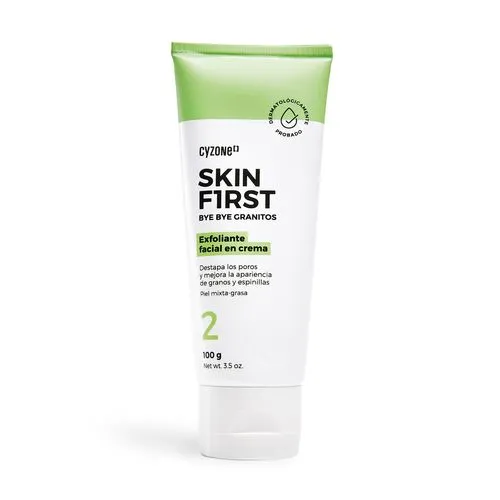 DERMATOLÓGICAMENTE
PROBADO
CYZONE
SKIN
F1RST
BYE BYE GRANITOS
Exfoliante
facial en crema
Destapa los poros
y mejora la apariencia
de granos y espinillas
Piel mixta-grasa
2
100 g
Net wt. 3.5 oz.